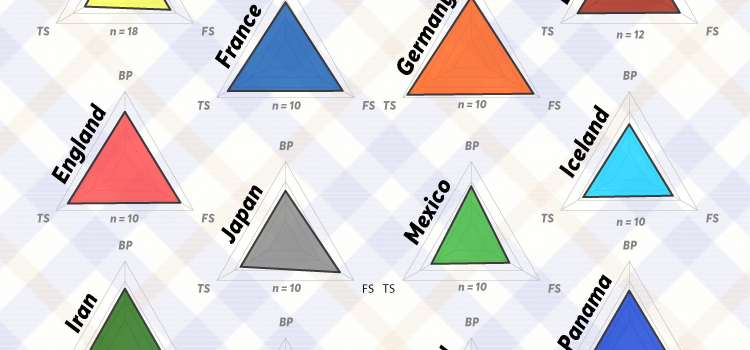 TS
n = 18
FS
France
TS
n = 10
FS
Germany
TS
n = 10
FS
TS
n = 12
FS
BP
England
TS
n = 10
FS
BP
Japan
TS
n = 10
FS
BP
Mexico
TS
n = 10
FS
BP
Iceland
TS
n = 10
FS
BP
Iran
BP
BP
BP
Panama